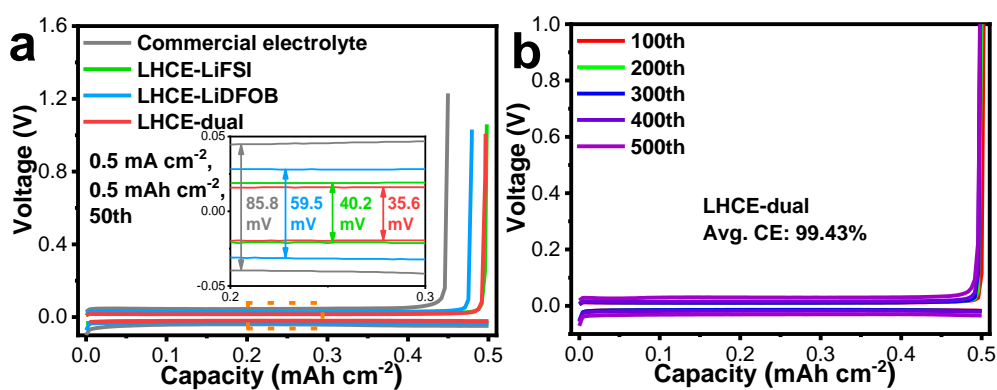 a
Voltage (V)
1.6
1.2
0.8
0.4
0.0
Commercial electrolyte
LHCE-LiFSI
LHCE-LiDFOB
LHCE-dual
0.5 mA cm-2,
0.5 mAh cm-2,
50th
0.05
0.00
-0.05
85.8 mV
59.5 mV
40.2 mV
35.6 mV
0.2 0.3
0.0 0.1 0.2 0.3 0.4 0.5
Capacity (mAh cm-2)
b
Voltage (V)
1.0
0.8
0.6
0.4
0.2
0.0
100th
200th
300th
400th
500th
LHCE-dual
Avg. CE: 99.43%
0.0 0.1 0.2 0.3 0.4 0.5
Capacity (mAh cm-2)